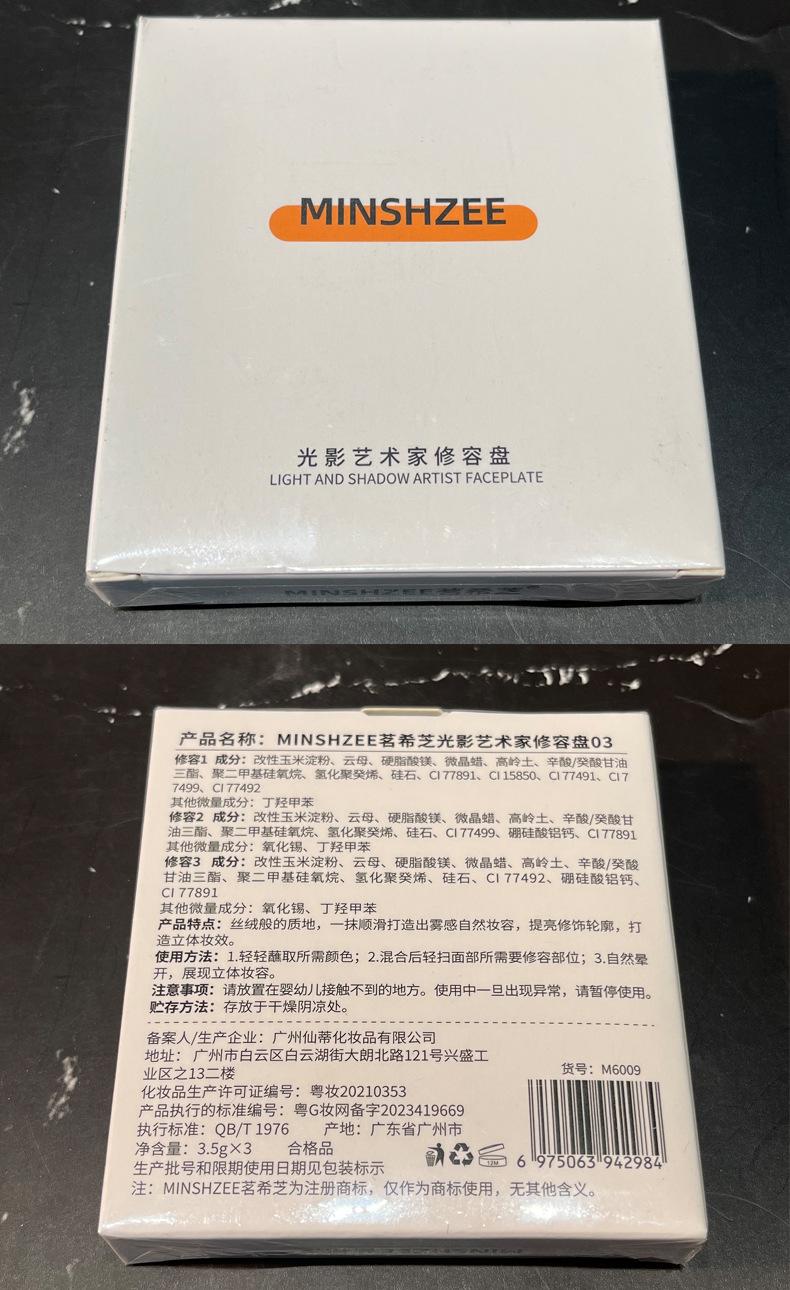 MINSHZEE
光影艺术家修容盘
LIGHT AND SHADOW ARTIST FACEPLATE
MINSHZEE茗希芝
产品名称：MINSHZEE茗希芝光影艺术家修容盘03
修容1 成分：改性玉米淀粉、云母、硬脂酸镁、微晶蜡、高岭土、辛酸/癸酸甘油
三酯、聚二甲基硅氧烷、氢化聚癸烯、硅石、CI 77891、CI 15850、CI 77491、CI 7
7499、CI 77492
其他微量成分：丁羟甲苯
修容2 成分：改性玉米淀粉、云母、硬脂酸镁、微晶蜡、高岭土、辛酸/癸酸甘
油三酯、聚二甲基硅氧烷、氢化聚癸烯、硅石、CI 77499、硼硅酸铝钙、CI 77891
其他微量成分：氧化锡、丁羟甲苯
修容3 成分：改性玉米淀粉、云母、硬脂酸镁、微晶蜡、高岭土、辛酸/癸酸
甘油三酯、聚二甲基硅氧烷、氢化聚癸烯、硅石、CI 77492、硼硅酸铝钙、
CI 77891
其他微量成分：氧化锡、丁羟甲苯
产品特点：丝绒般的质地，一抹顺滑打造出雾感自然妆容，提亮修饰轮廓，打
造立体妆效。
使用方法：1.轻轻蘸取所需颜色；2.混合后轻扫面部所需要修容部位；3.自然晕
开，展现立体妆容。
注意事项：请放置在婴幼儿接触不到的地方。使用中一旦出现异常，请暂停使用。
贮存方法：存放于干燥阴凉处。
备案人/生产企业：广州仙蒂化妆品有限公司
地址：广州市白云区白云湖街大朗北路121号兴盛工
业区之13二楼
化妆品生产许可证编号：粤妆20210353
产品执行的标准编号：粤G妆网备字2023419669
执行标准：QB/T 1976 产地：广东省广州市
净含量：3.5g×3 合格品
生产批号和限期使用日期见包装标示
注：MINSHZEE茗希芝为注册商标，仅作为商标使用，无其他含义。
货号：M6009
12M
6 975063 942984